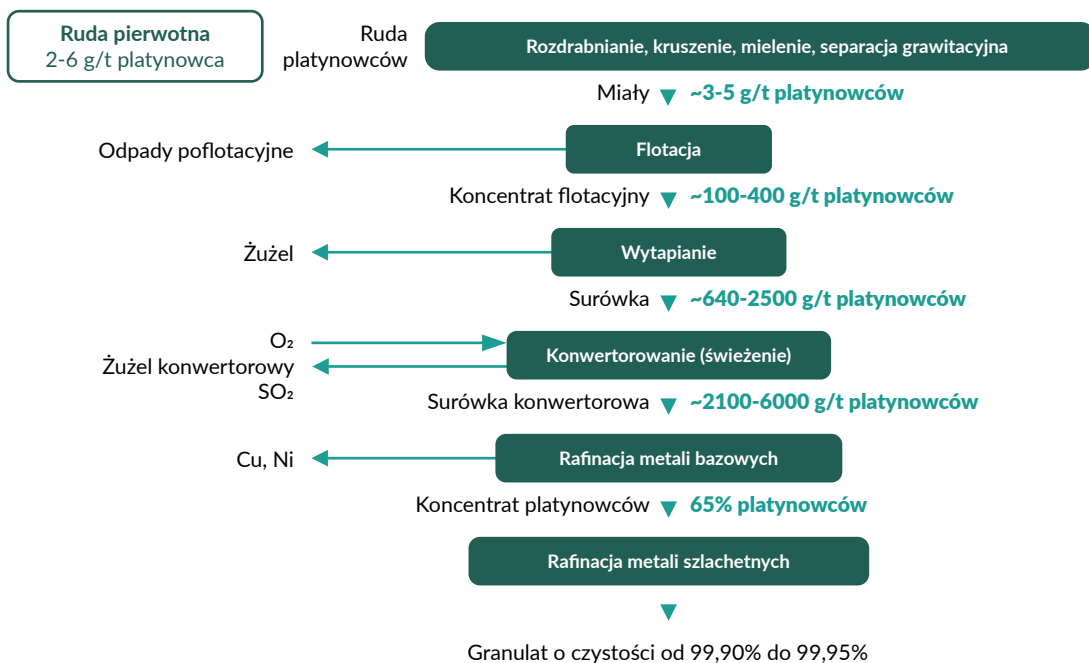 Ruda pierwotna
2-6 g/t platynowca
Ruda
platynowców
Rozdrabnianie, kruszenie, mielenie, separacja grawitacyjna
Miały ~3-5 g/t platynowców
Odpady poflotacyjne
Flotacja
Koncentrat flotacyjny ~100-400 g/t platynowców
Żużel
Wytapianie
Surówka ~640-2500 g/t platynowców
O₂
Żużel konwertorowy
SO₂
Konwertorowanie (świeżenie)
Surówka konwertorowa ~2100-6000 g/t platynowców
Cu, Ni
Rafinacja metali bazowych
Koncentrat platynowców 65% platynowców
Rafinacja metali szlachetnych
Granulat o czystości od 99,90% do 99,95%